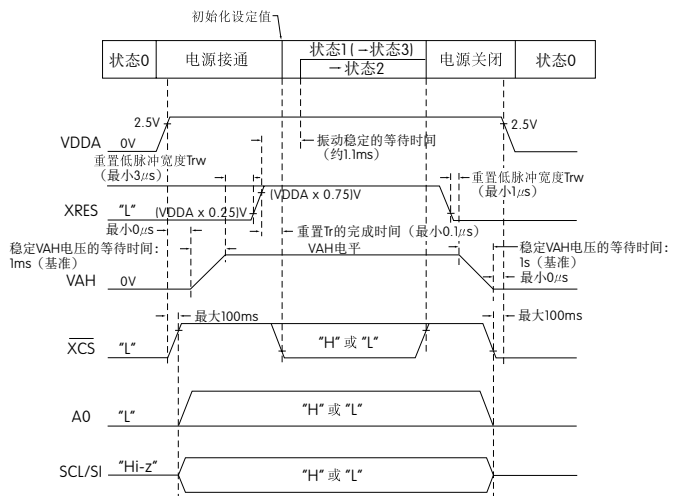 初始化设定值
状态0 电源接通 状态1(→状态3) 电源关闭 状态0
→状态2
2.5V 2.5V
VDDA 0V
振动稳定的等待时间
(约1.1ms)
重置低脉冲宽度Trw
(最小3μs)
重置低脉冲宽度Trw
(最小1μs)
XRES "L" (VDDA x 0.25)V (VDDA x 0.75)V
最小0μs
重置Tr的完成时间(最小0.1μs)
稳定VAH电压的等待时间:
1ms(基准)
VAH电平
稳定VAH电压的等待时间:
1s(基准)
最小0μs
VAH 0V
最大100ms 最大100ms
XCS "L" "H" 或 "L"
A0 "L" "H" 或 "L"
SCL/SI "Hi-z" "H" 或 "L"